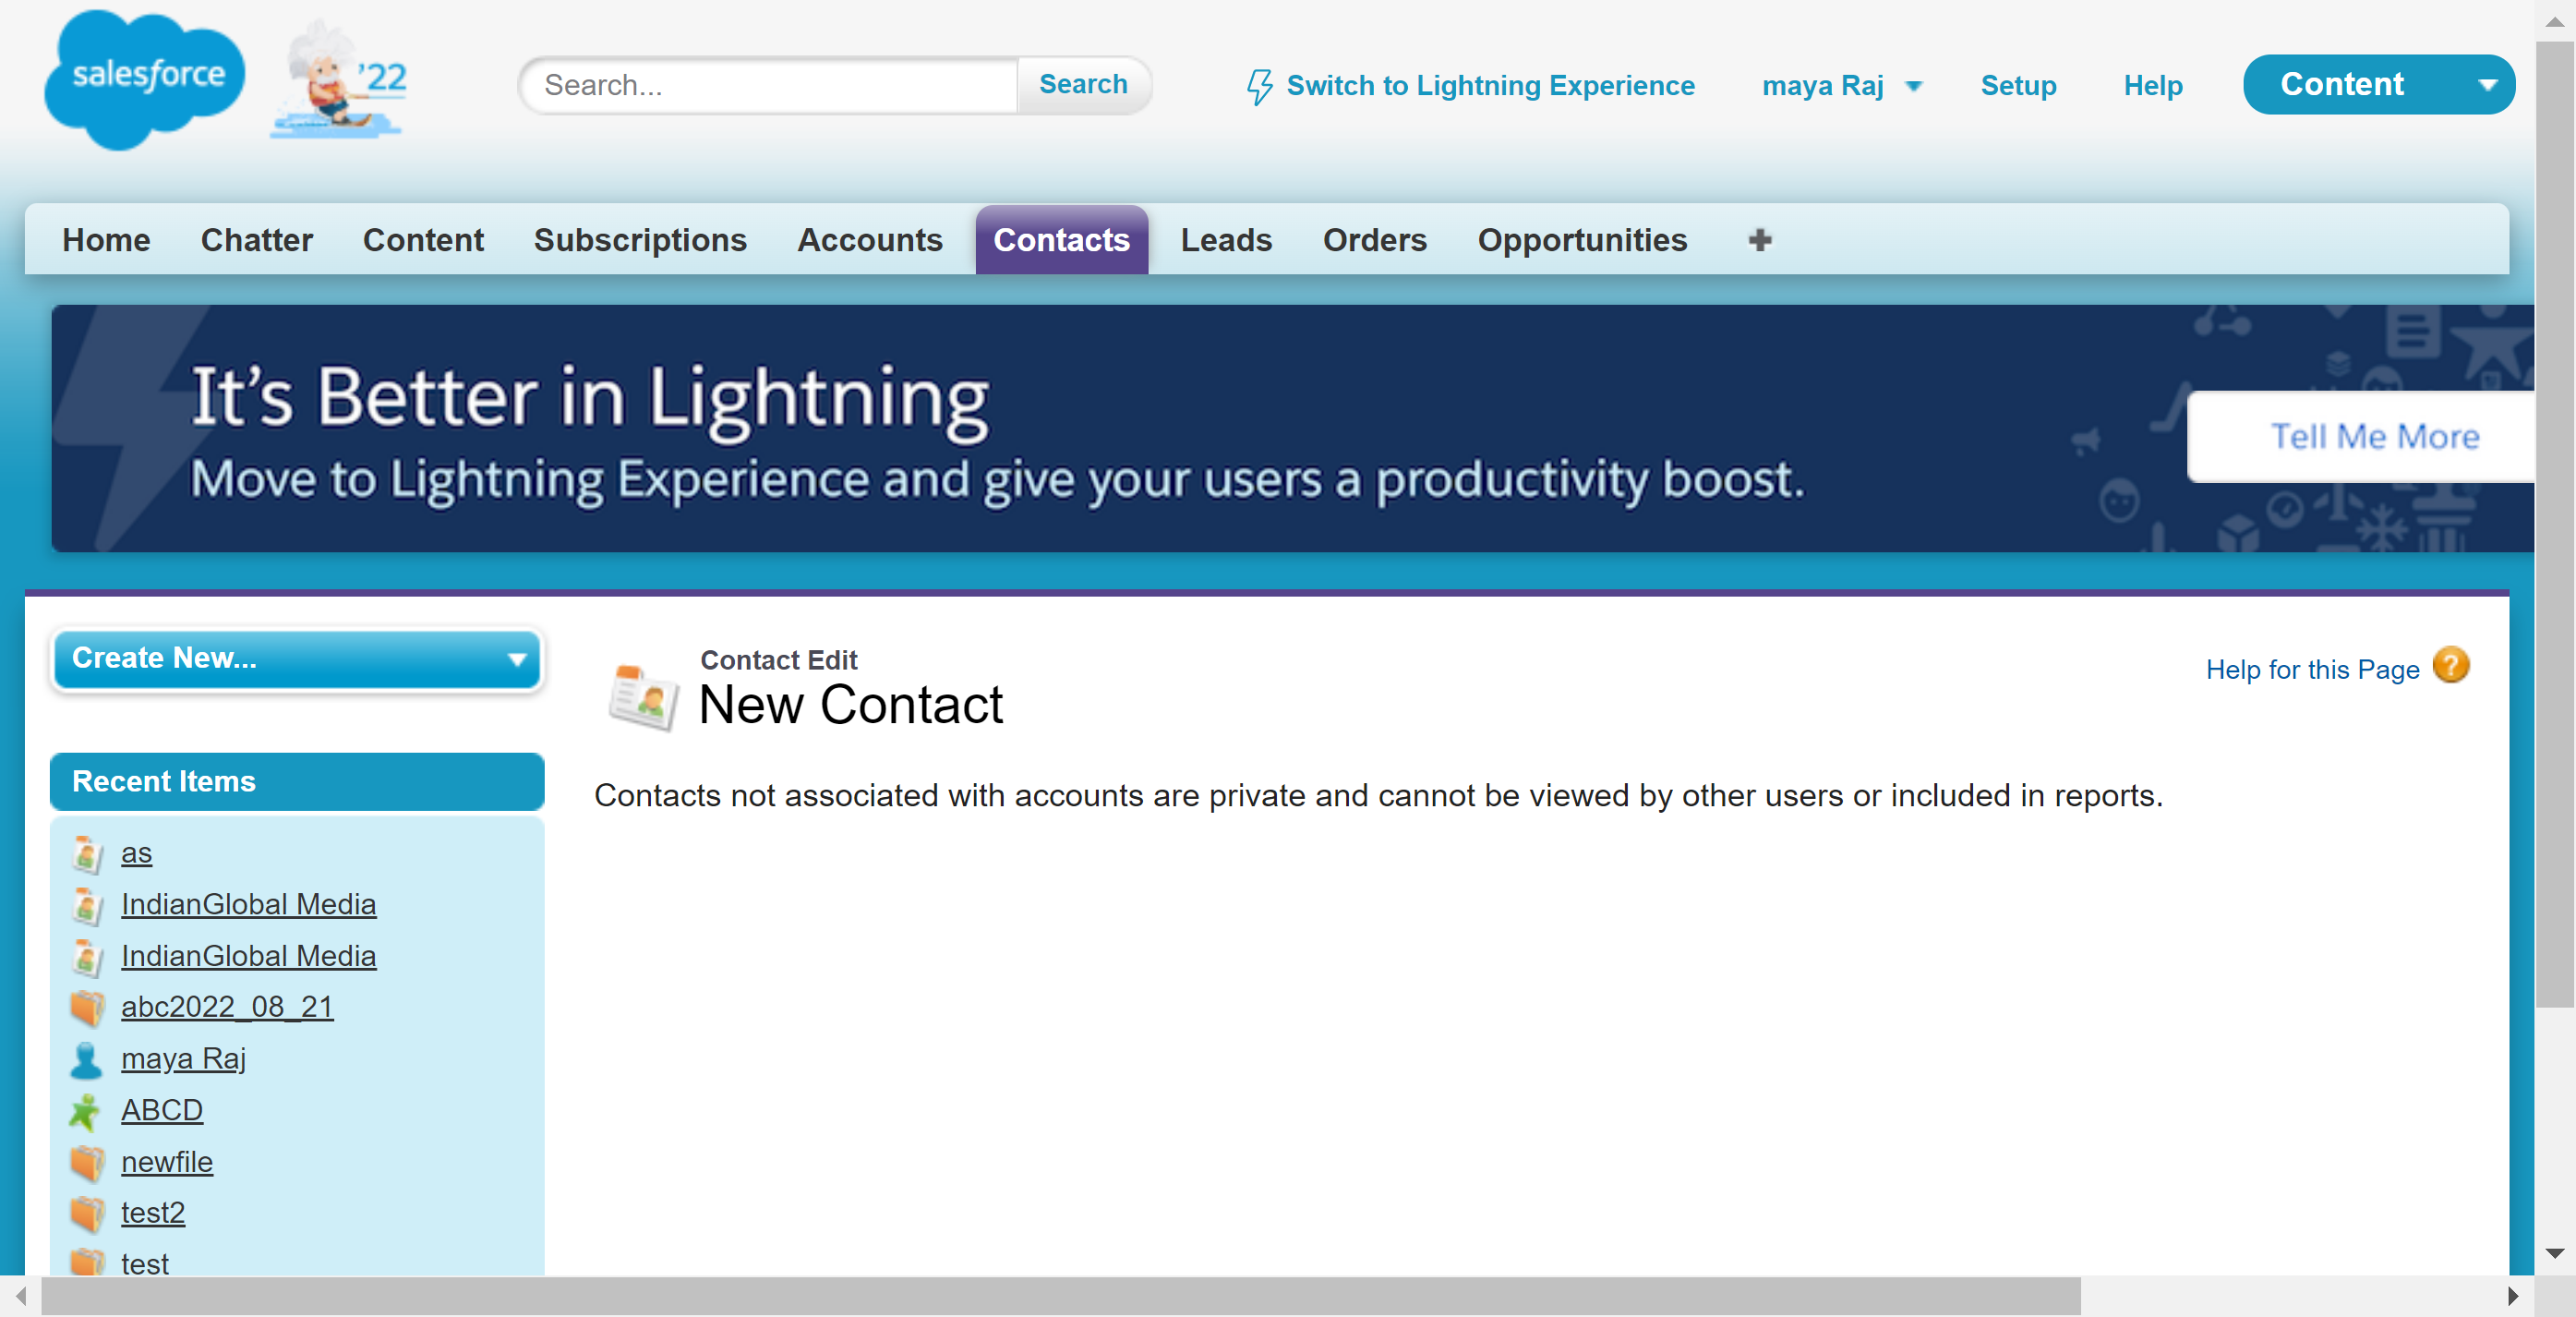 salesforce
'22
Search...
Search
Switch to Lightning Experience
maya Raj
Setup
Help
Content
Home
Chatter
Content
Subscriptions
Accounts
Contacts
Leads
Orders
Opportunities
It's Better in Lightning
Move to Lightning Experience and give your users a productivity boost.
Tell Me More
Create New...
Contact Edit
New Contact
Help for this Page
Recent Items
Contacts not associated with accounts are private and cannot be viewed by other users or included in reports.
as
IndianGlobal Media
IndianGlobal Media
abc2022_08_21
maya Raj
ABCD
newfile
test2
test